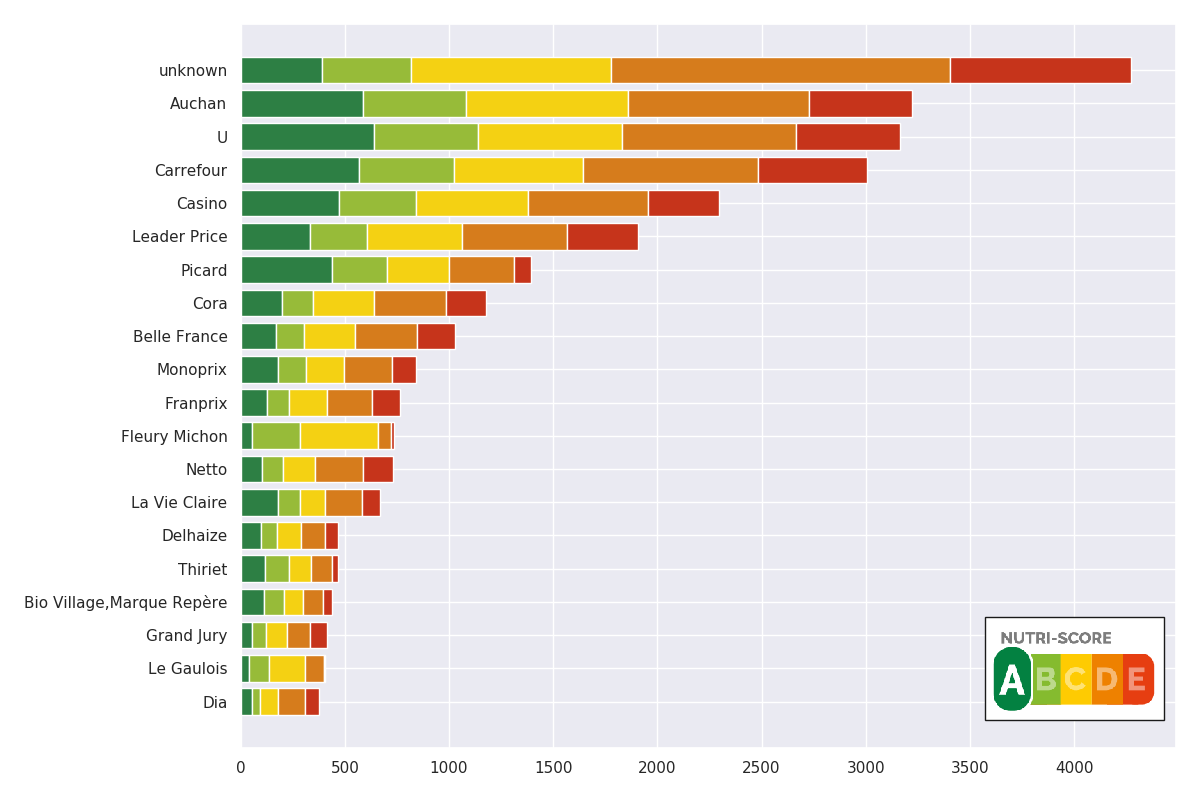 unknown
Auchan
U
Carrefour
Casino
Leader Price
Picard
Cora
Belle France
Monoprix
Franprix
Fleury Michon
Netto
La Vie Claire
Delhaize
Thiriet
Bio Village,Marque Repère
Grand Jury
Le Gaulois
Dia
0 500 1000 1500 2000 2500 3000 3500 4000
NUTRI-SCORE
A B C D E